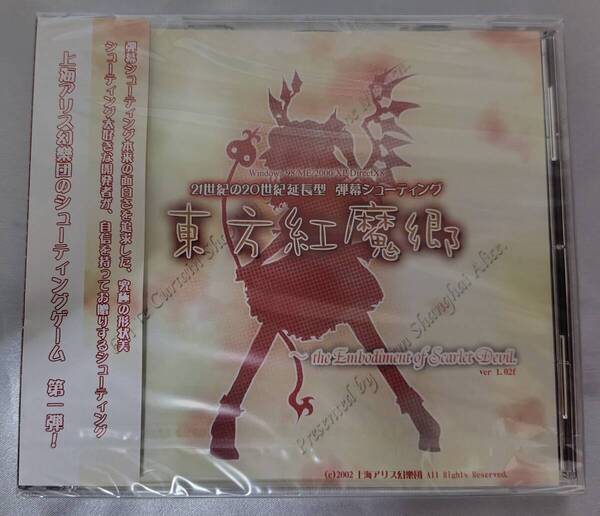 弾幕シューティング本来の面白さを追求した、究極の形状美
シューティング大好きな開発者が、自信を持ってお贈りするシューティング
上海アリス幻樂団のシューティングゲーム 第一弾!
Windows 98/ME/2000/XP DirectX8
21世紀の20世紀延長型 弾幕シューティング
東方紅魔郷
~ the Embodiment of Scarlet Devil.
ver 1.02f
Curtain
Presented by
Shanghai Alice.
(c)2002 上海アリス幻樂団 All Rights Reserved.